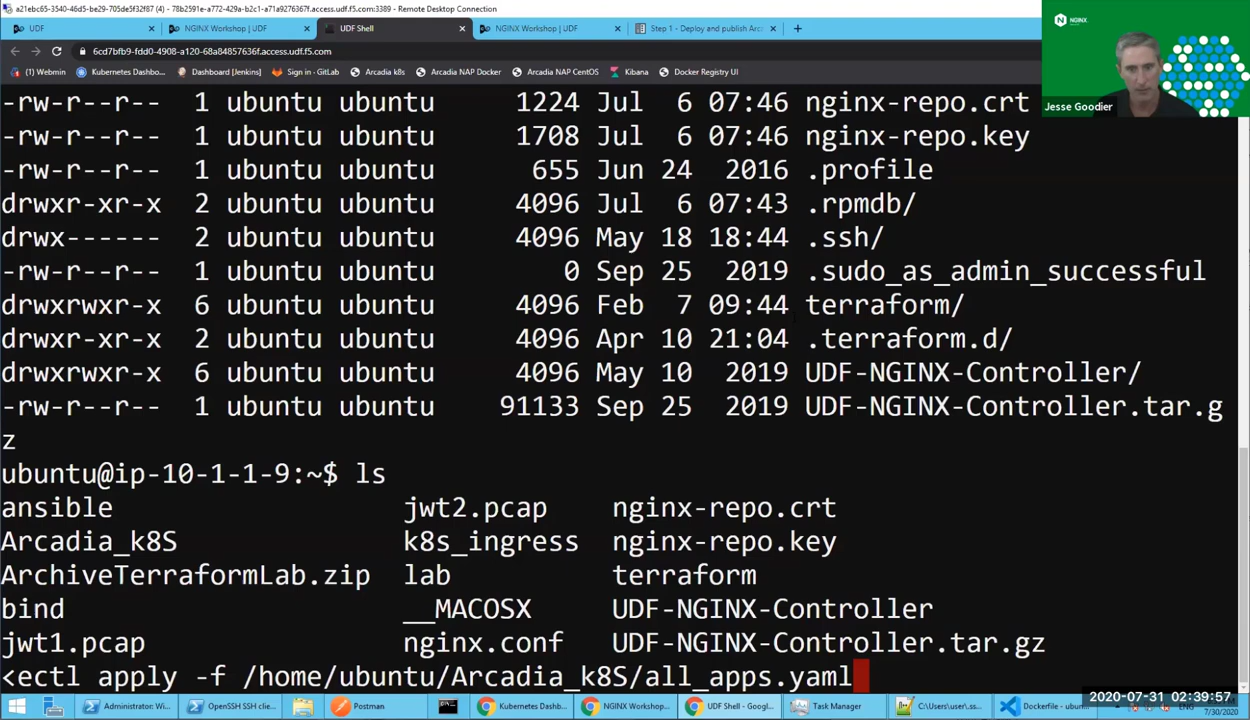 a21ebc65-3540-46d5-be29-705de5f32f87 (4) - 78b2591e-a772-429a-b2c1-a71a9276367f.access.udf.f5.com:3389 - Remote Desktop Connection
UDF
NGINX Workshop | UDF
UDF Shell
NGINX Workshop | UDF
Step 1 - Deploy and publish Arc
6cd7bfb9-fdd0-4908-a120-68a84857636f.access.udf.f5.com
(1) Webmin
Kubernetes Dashbo...
Dashboard [Jenkins]
Sign in · GitLab
Arcadia k8s
Arcadia NAP Docker
Arcadia NAP CentOS
Kibana
Docker Registry UI
NGINX
Jesse Goodier
-rw-r--r-- 1 ubuntu ubuntu 1224 Jul 6 07:46 nginx-repo.crt
-rw-r--r-- 1 ubuntu ubuntu 1708 Jul 6 07:46 nginx-repo.key
-rw-r--r-- 1 ubuntu ubuntu 655 Jun 24 2016 .profile
drwxr-xr-x 2 ubuntu ubuntu 4096 Jul 6 07:43 .rpmdb/
drwx------ 2 ubuntu ubuntu 4096 May 18 18:44 .ssh/
-rw-r--r-- 1 ubuntu ubuntu 0 Sep 25 2019 .sudo_as_admin_successful
drwxrwxr-x 6 ubuntu ubuntu 4096 Feb 7 09:44 terraform/
drwxr-xr-x 2 ubuntu ubuntu 4096 Apr 10 21:04 .terraform.d/
drwxrwxr-x 6 ubuntu ubuntu 4096 May 10 2019 UDF-NGINX-Controller/
-rw-r--r-- 1 ubuntu ubuntu 91133 Sep 25 2019 UDF-NGINX-Controller.tar.g
z
ubuntu@ip-10-1-1-9:~$ ls
ansible jwt2.pcap nginx-repo.crt
Arcadia_k8S k8s_ingress nginx-repo.key
ArchiveTerraformLab.zip lab terraform
bind __MACOSX UDF-NGINX-Controller
jwt1.pcap nginx.conf UDF-NGINX-Controller.tar.gz
<ectl apply -f /home/ubuntu/Arcadia_k8S/all_apps.yaml
Administrator: Win...
OpenSSH SSH clie...
Postman
Kubernetes Dashb...
NGINX Workshop...
UDF Shell - Googl...
Task Manager
C:\Users\user\.ss...
Dockerfile - ubun...
ENG
2020-07-31 02:39:57
7/30/2020